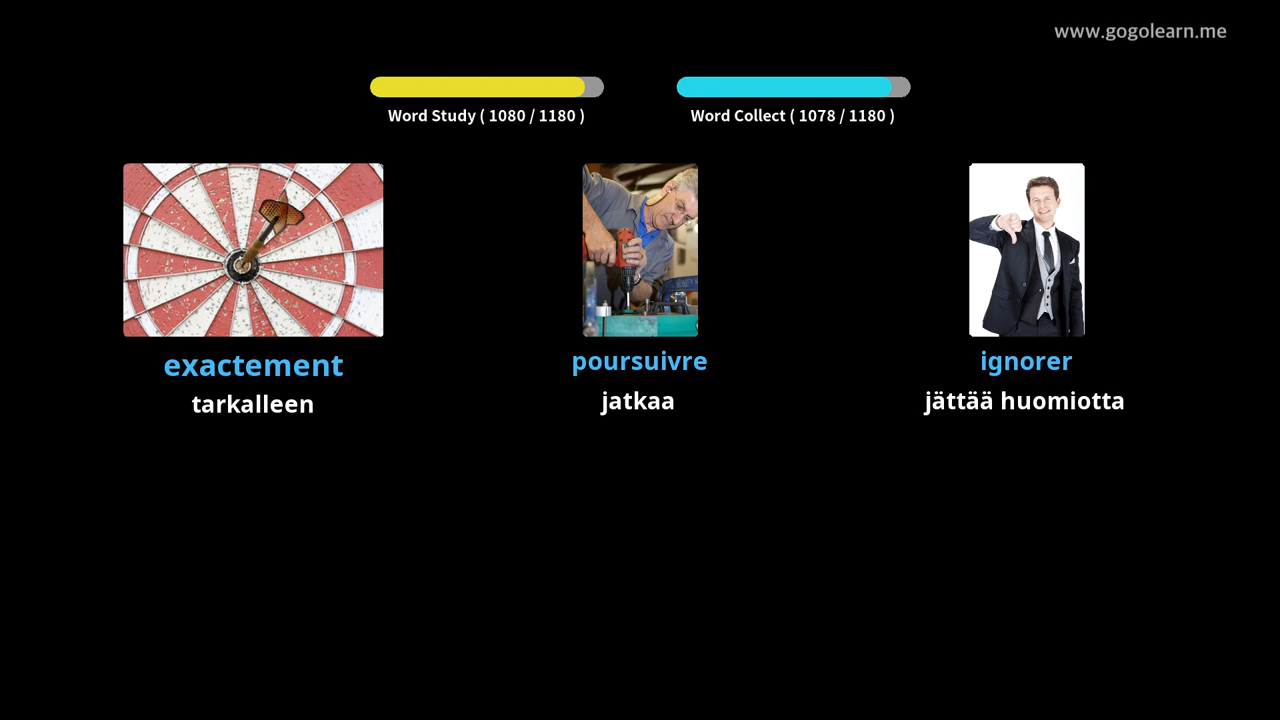 www.gogolearn.me
Word Study ( 1080 / 1180 )
Word Collect ( 1078 / 1180 )
exactement
tarkalleen
poursuivre
jatkaa
ignorer
jättää huomiotta